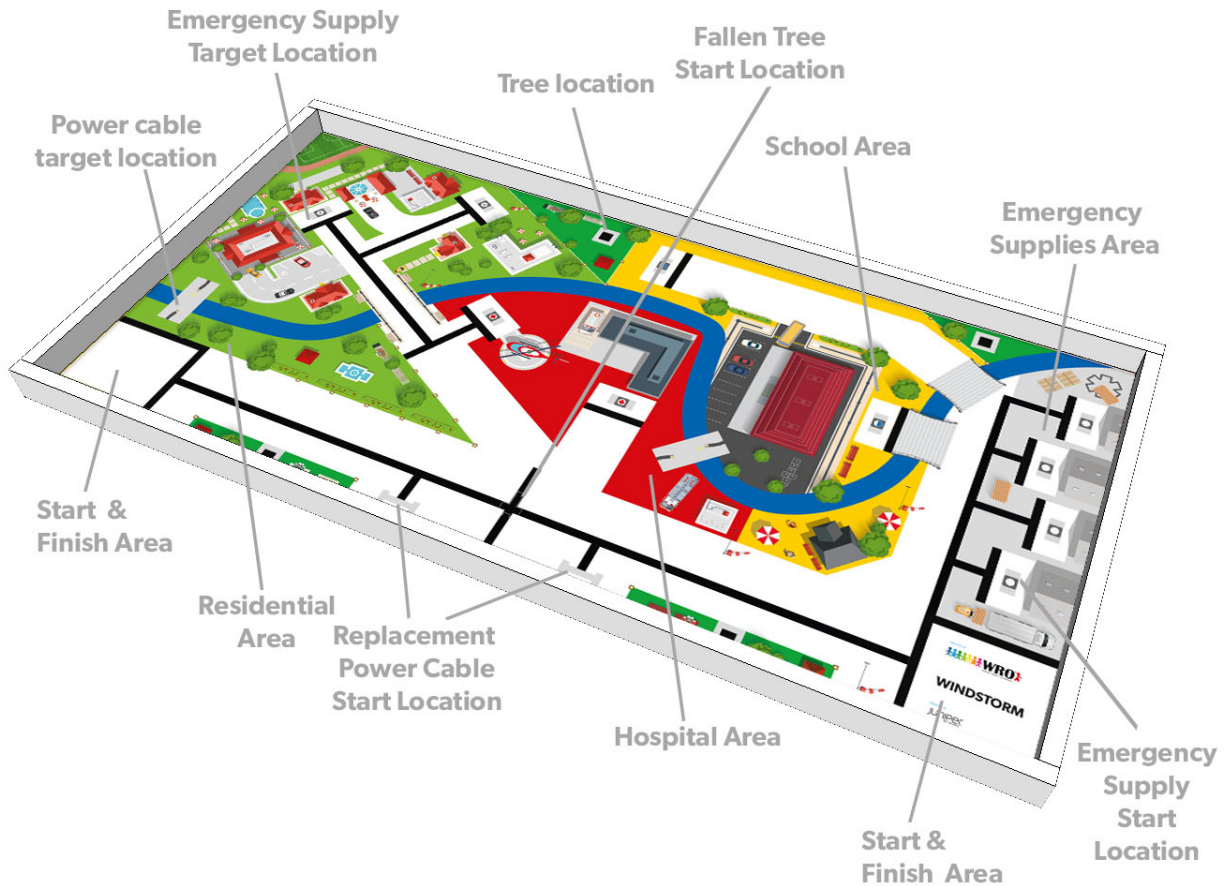 Emergency Supply
Target Location
Fallen Tree
Start Location
Tree location
Power cable
target location
School Area
Emergency
Supplies Area
Start &
Finish Area
Residential
Area
Replacement
Power Cable
Start Location
Hospital Area
WRO
WINDSTORM
juniper
Emergency
Supply
Start
Location
Start &
Finish Area